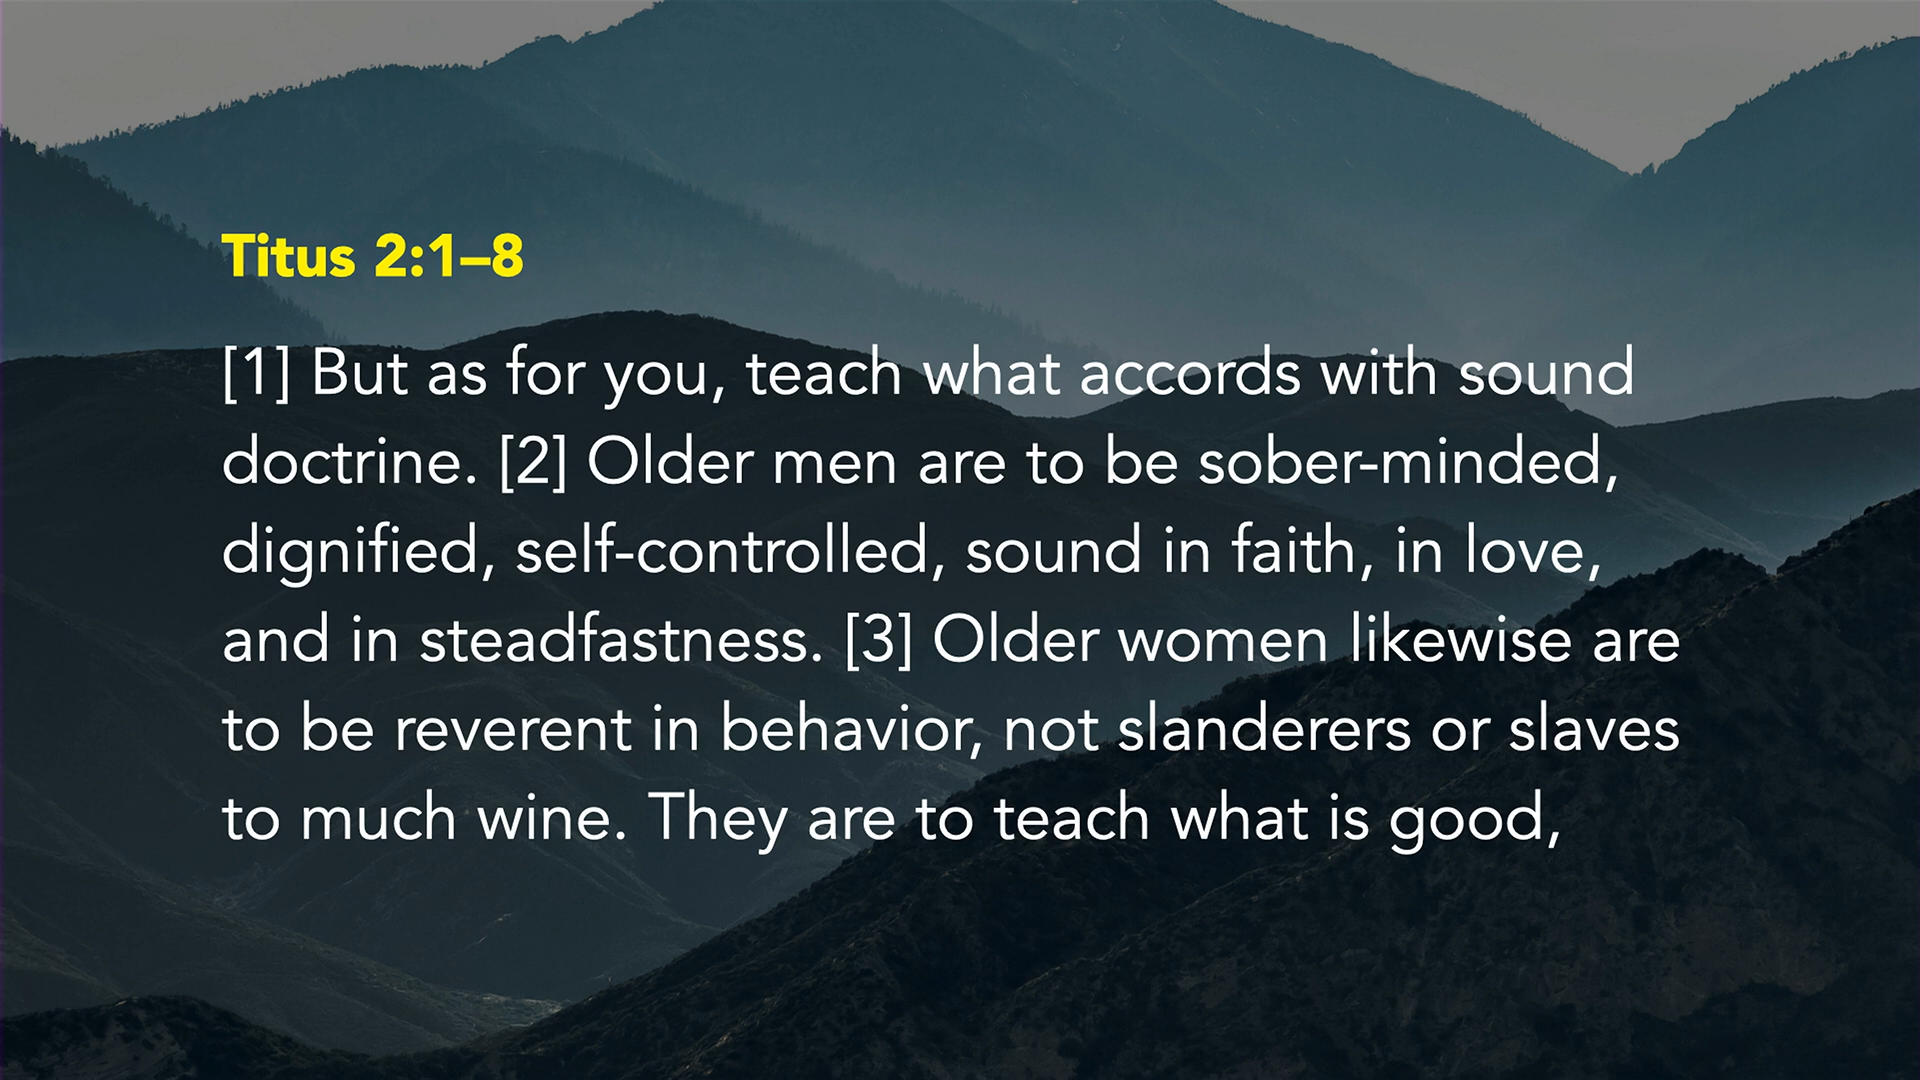 Titus 2:1–8
[1] But as for you, teach what accords with sound
doctrine. [2] Older men are to be sober-minded,
dignified, self-controlled, sound in faith, in love,
and in steadfastness. [3] Older women likewise are
to be reverent in behavior, not slanderers or slaves
to much wine. They are to teach what is good,